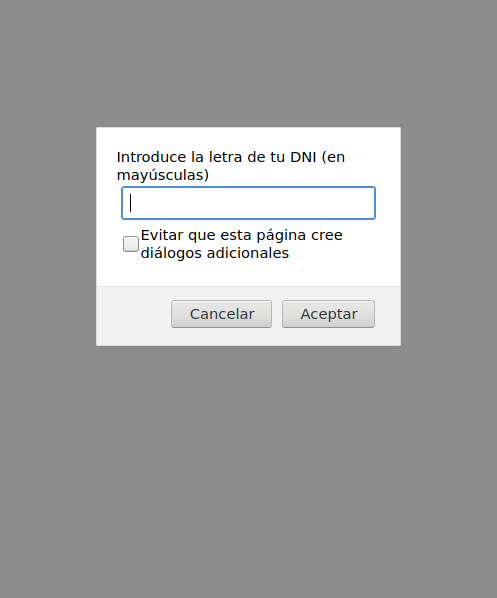 Introduce la letra de tu DNI (en
mayúsculas)
Evitar que esta página cree
diálogos adicionales
Cancelar
Aceptar